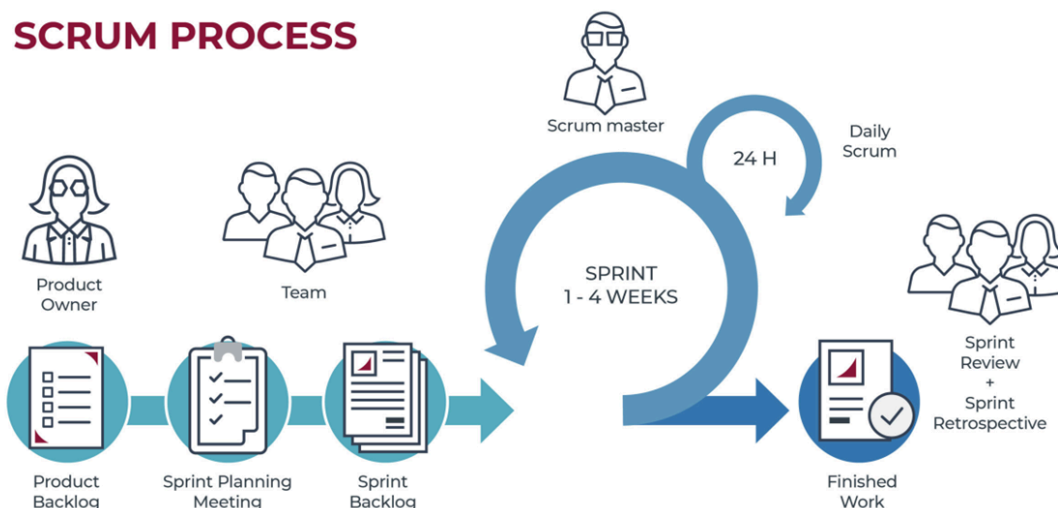 SCRUM PROCESS
Scrum master
24 H
Daily
Scrum
Product
Owner
Team
SPRINT
1 - 4 WEEKS
Sprint
Review
+
Sprint
Retrospective
Product
Backlog
Sprint Planning
Meeting
Sprint
Backlog
Finished
Work